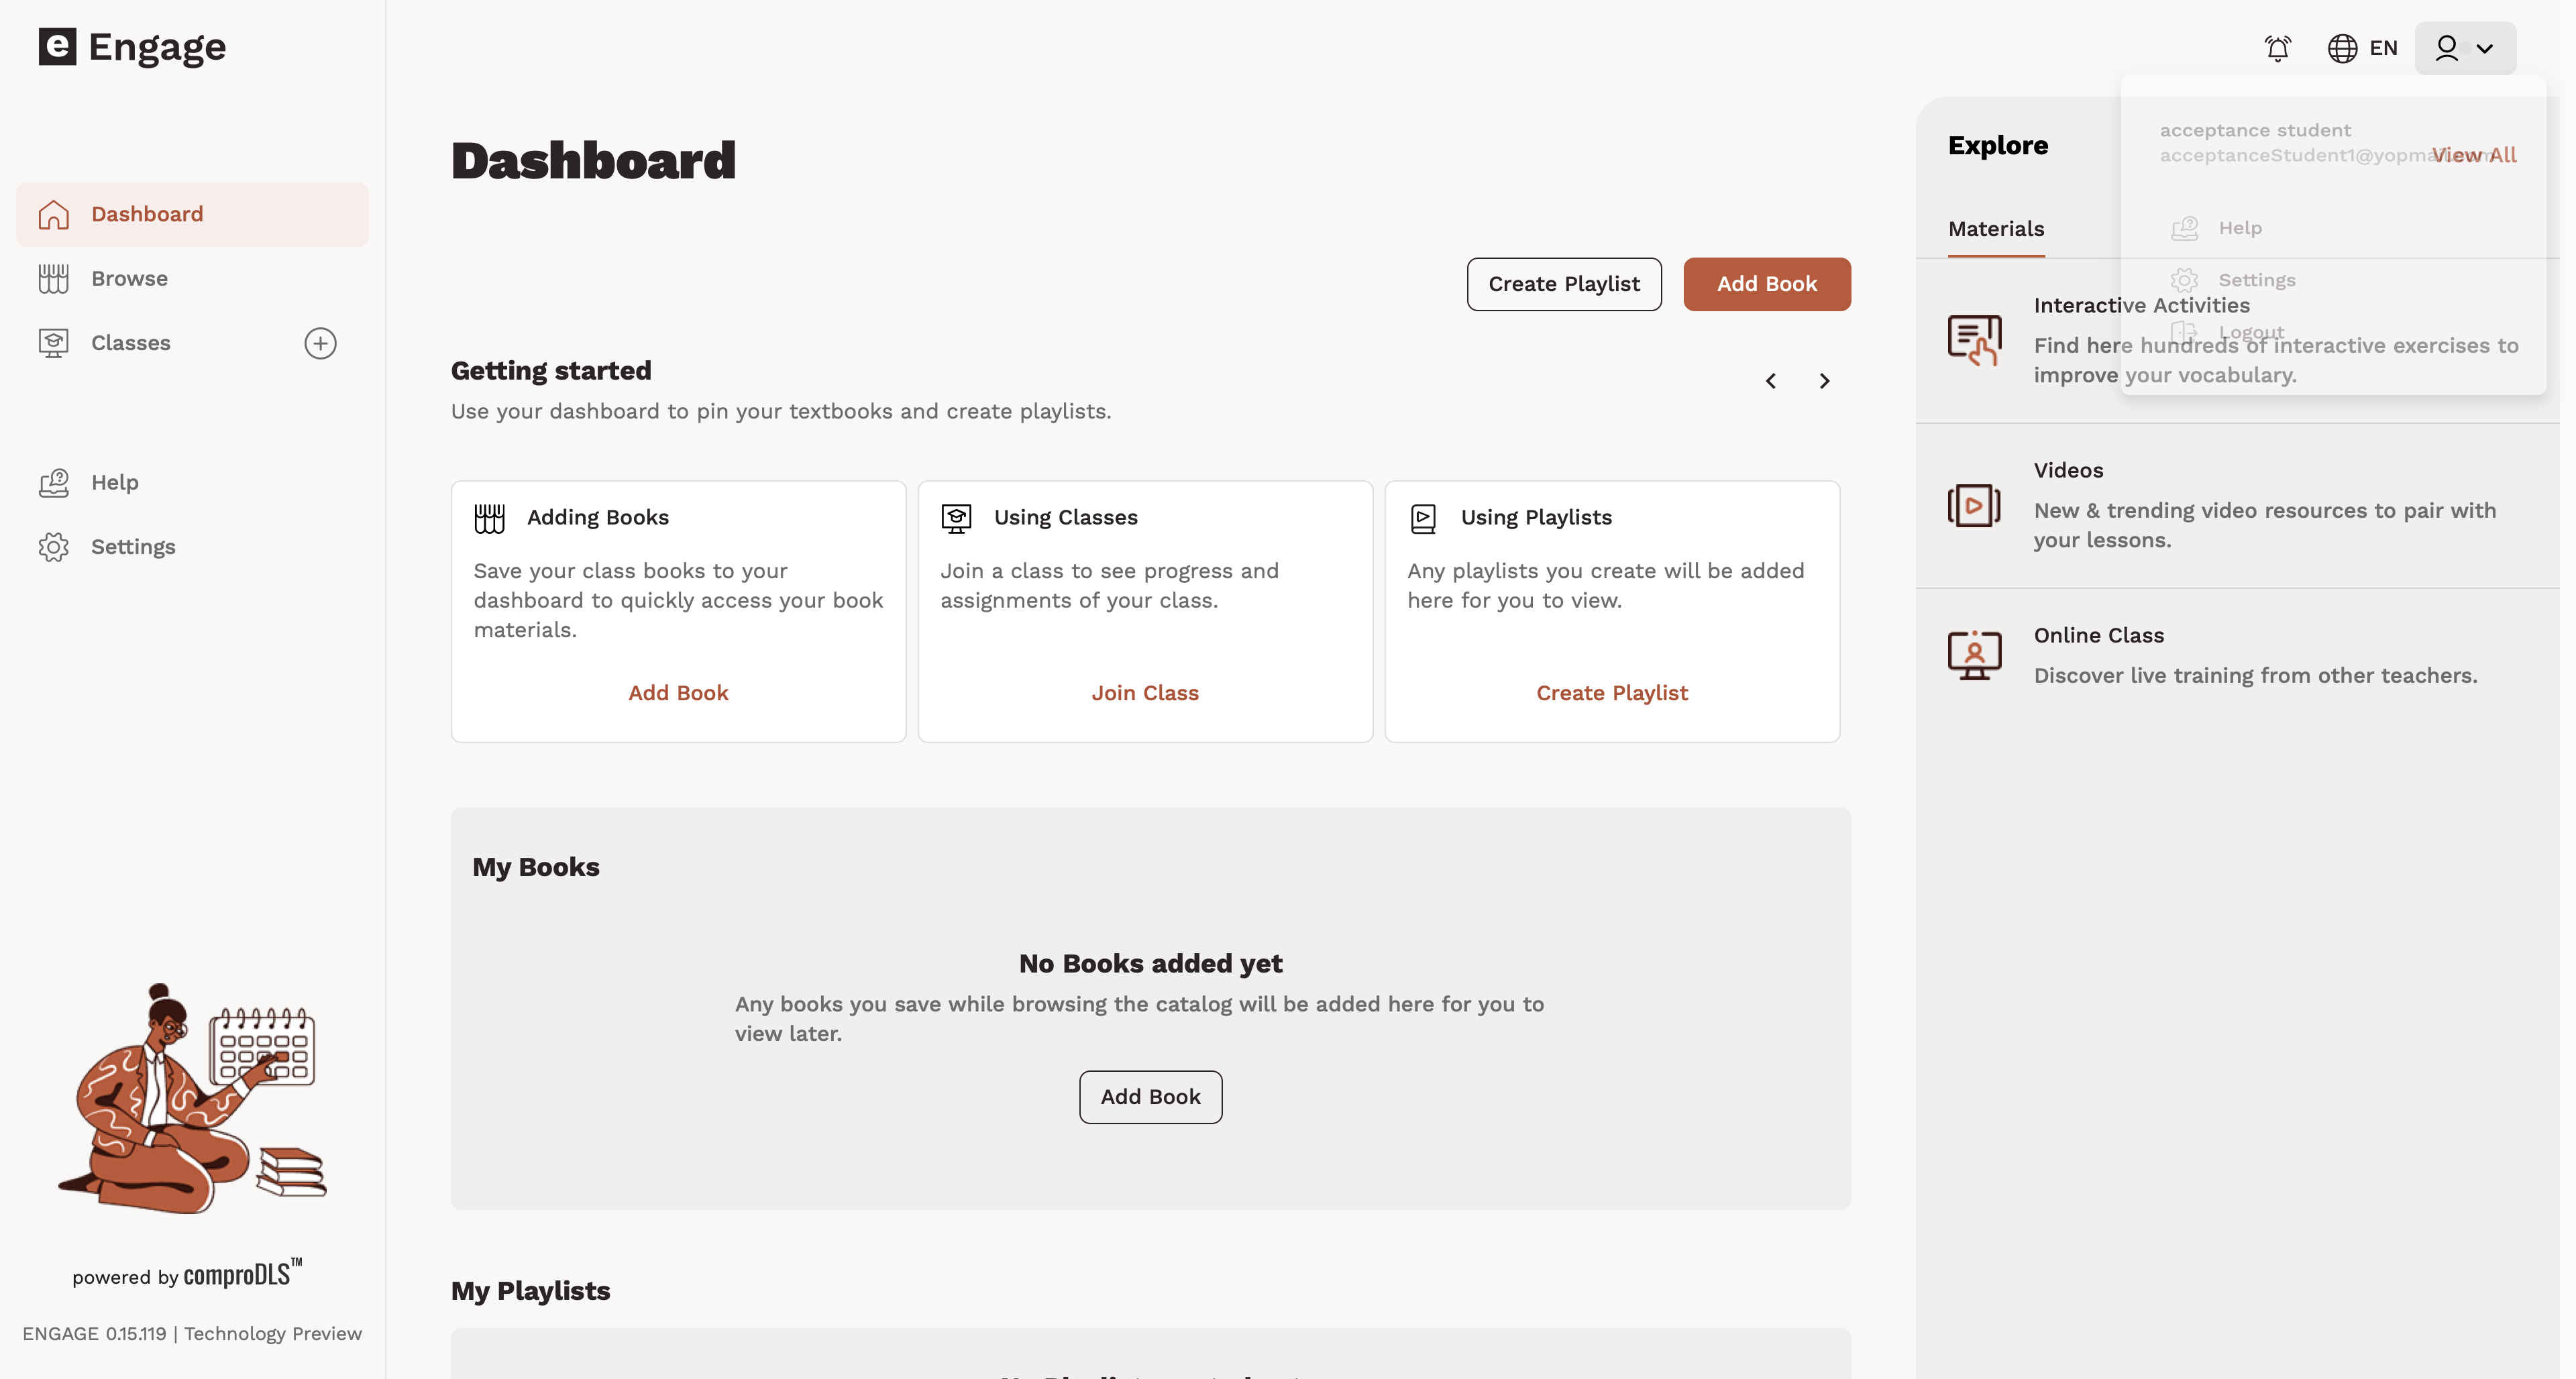 e Engage
Dashboard
Browse
Classes
Help
Settings
powered by comproDLS™
ENGAGE 0.15.119 | Technology Preview
EN
Dashboard
Create Playlist
Add Book
Getting started
Use your dashboard to pin your textbooks and create playlists.
Adding Books
Save your class books to your
dashboard to quickly access your book
materials.
Add Book
Using Classes
Join a class to see progress and
assignments of your class.
Join Class
Using Playlists
Any playlists you create will be added
here for you to view.
Create Playlist
My Books
No Books added yet
Any books you save while browsing the catalog will be added here for you to
view later.
Add Book
My Playlists
Explore
View All
Materials
Interactive Activities
Find here hundreds of interactive exercises to
improve your vocabulary.
Videos
New & trending video resources to pair with
your lessons.
Online Class
Discover live training from other teachers.
acceptance student
Help
Settings
Logout